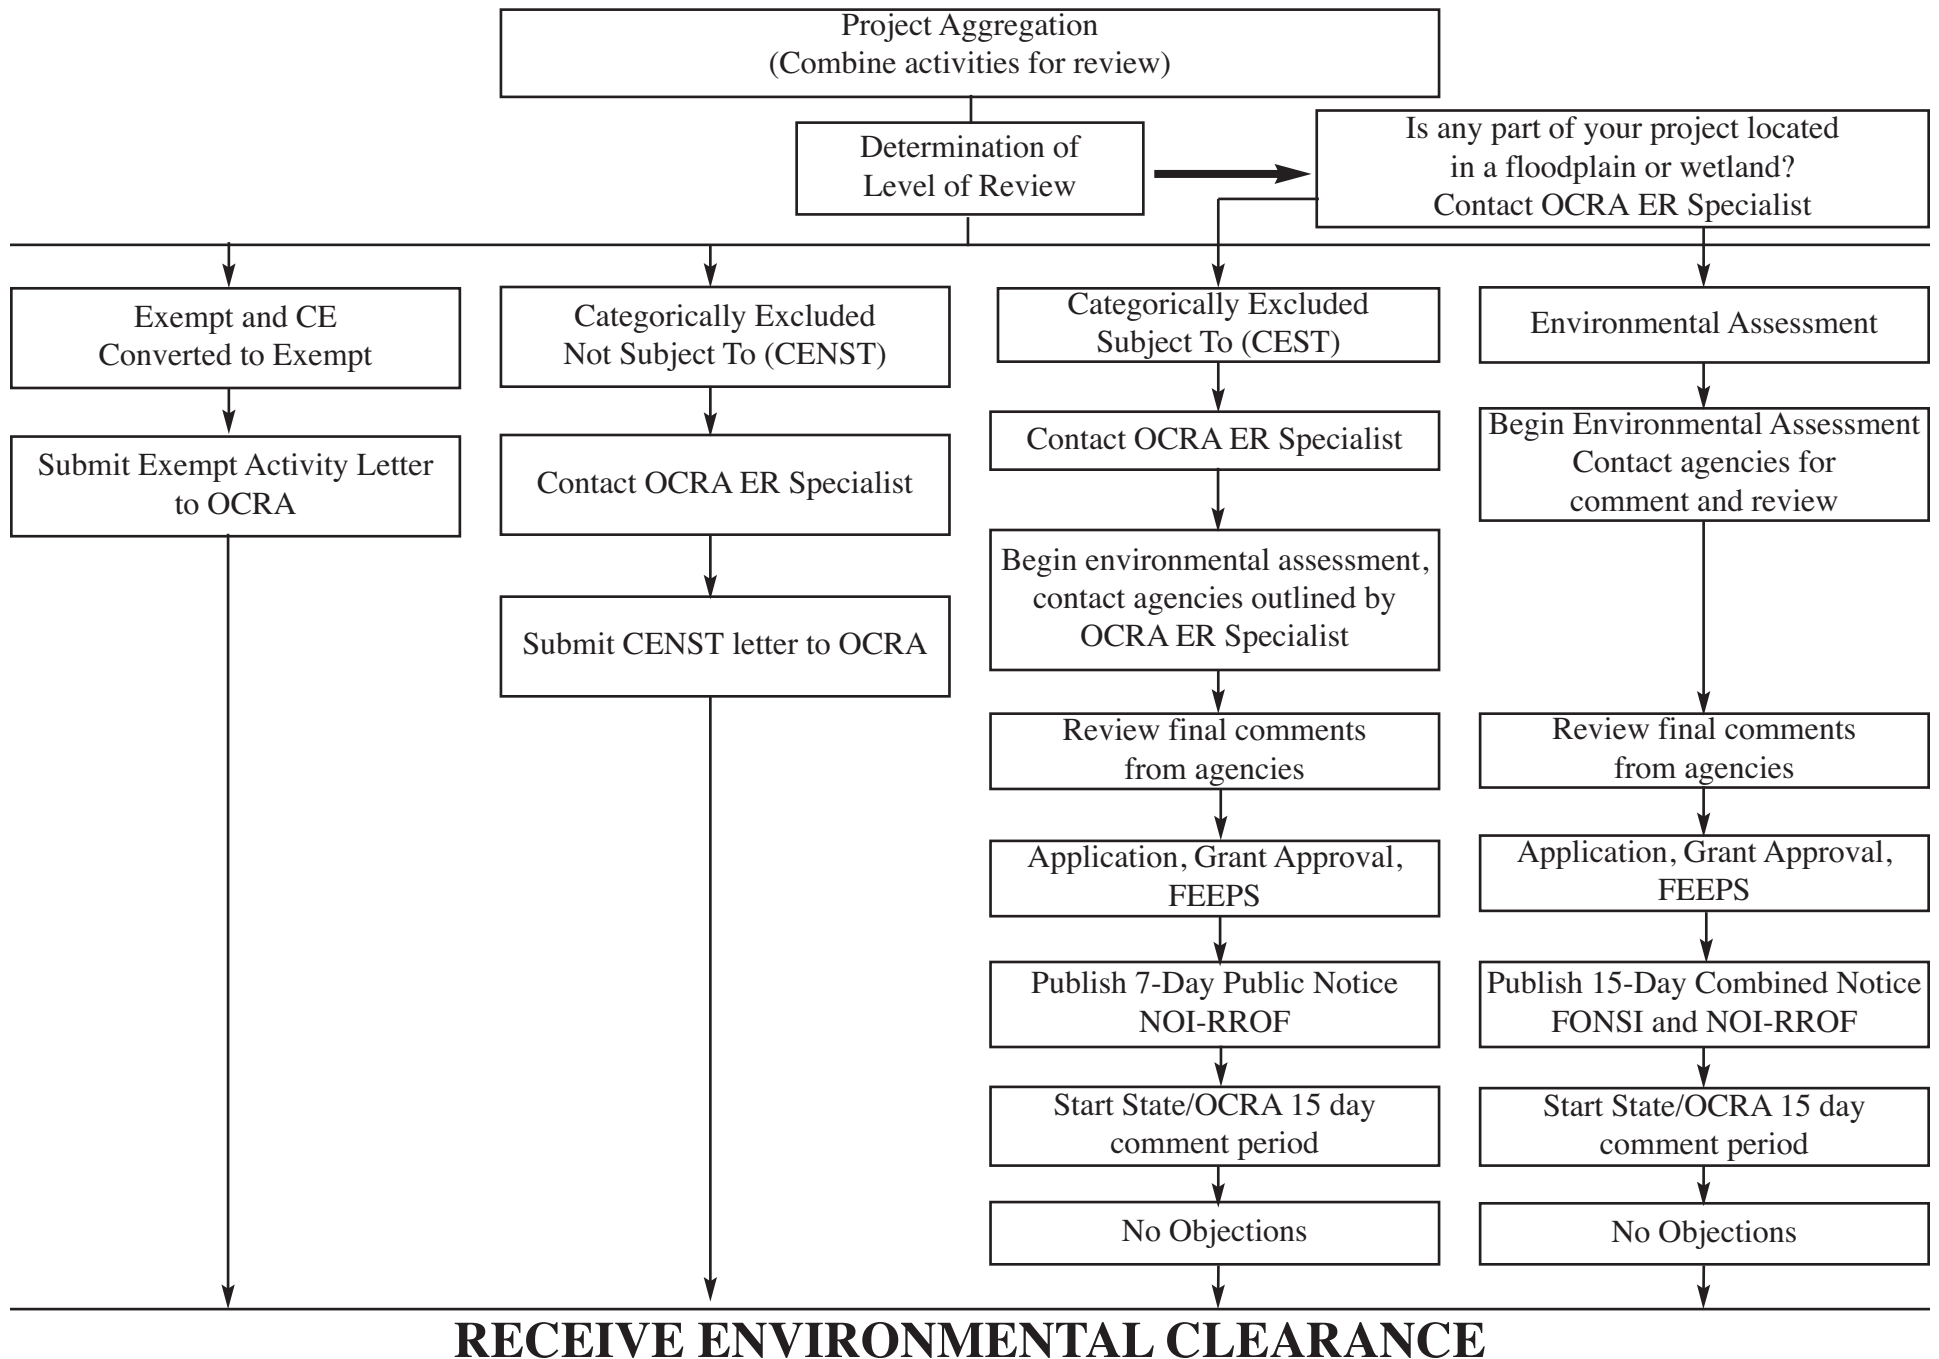 Project Aggregation
(Combine activities for review)
Determination of
Level of Review
Is any part of your project located
in a floodplain or wetland?
Contact OCRA ER Specialist
Exempt and CE
Converted to Exempt
Submit Exempt Activity Letter
to OCRA
Categorically Excluded
Not Subject To (CENST)
Contact OCRA ER Specialist
Submit CENST letter to OCRA
Categorically Excluded
Subject To (CEST)
Contact OCRA ER Specialist
Begin environmental assessment,
contact agencies outlined by
OCRA ER Specialist
Review final comments
from agencies
Application, Grant Approval,
FEEPS
Publish 7-Day Public Notice
NOI-RROF
Start State/OCRA 15 day
comment period
No Objections
Environmental Assessment
Begin Environmental Assessment
Contact agencies for
comment and review
Review final comments
from agencies
Application, Grant Approval,
FEEPS
Publish 15-Day Combined Notice
FONSI and NOI-RROF
Start State/OCRA 15 day
comment period
No Objections
RECEIVE ENVIRONMENTAL CLEARANCE